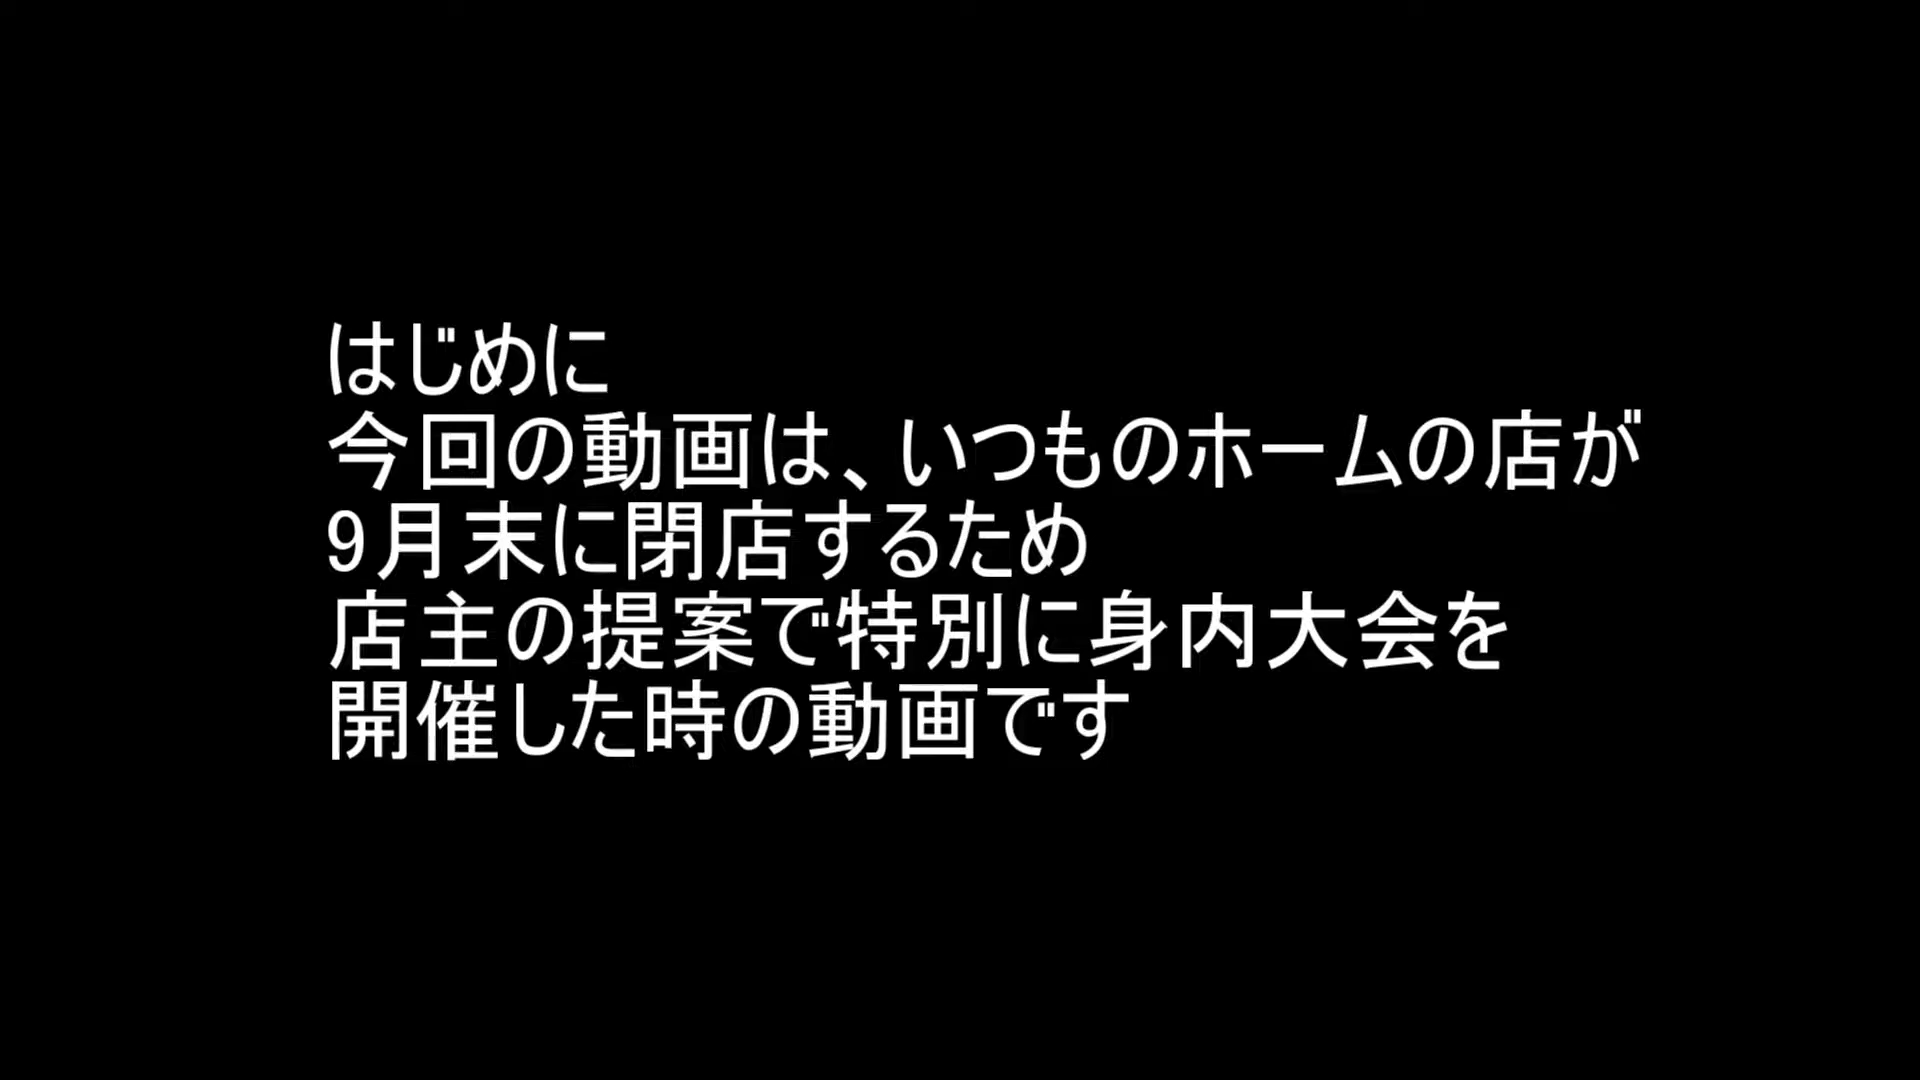 はじめに
今回の動画は、いつものホームの店が
9月末に閉店するため
店主の提案で特別に身内大会を
開催した時の動画です